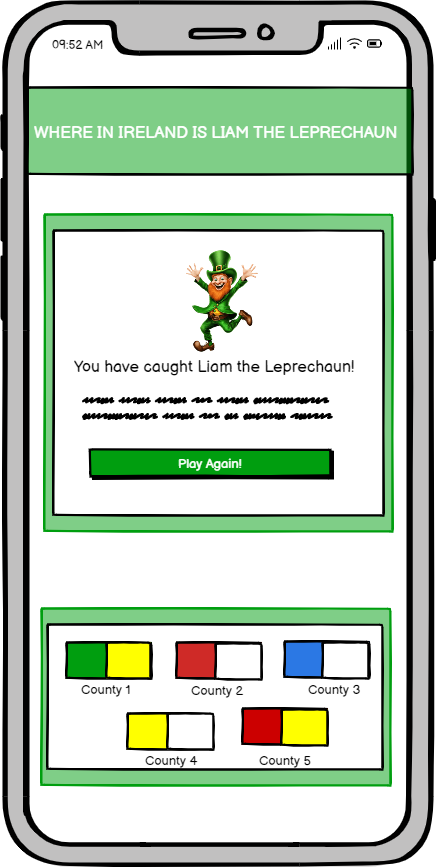 09:52 AM
WHERE IN IRELAND IS LIAM THE LEPRECHAUN
You have caught Liam the Leprechaun!
Play Again!
County 1
County 2
County 3
County 4
County 5